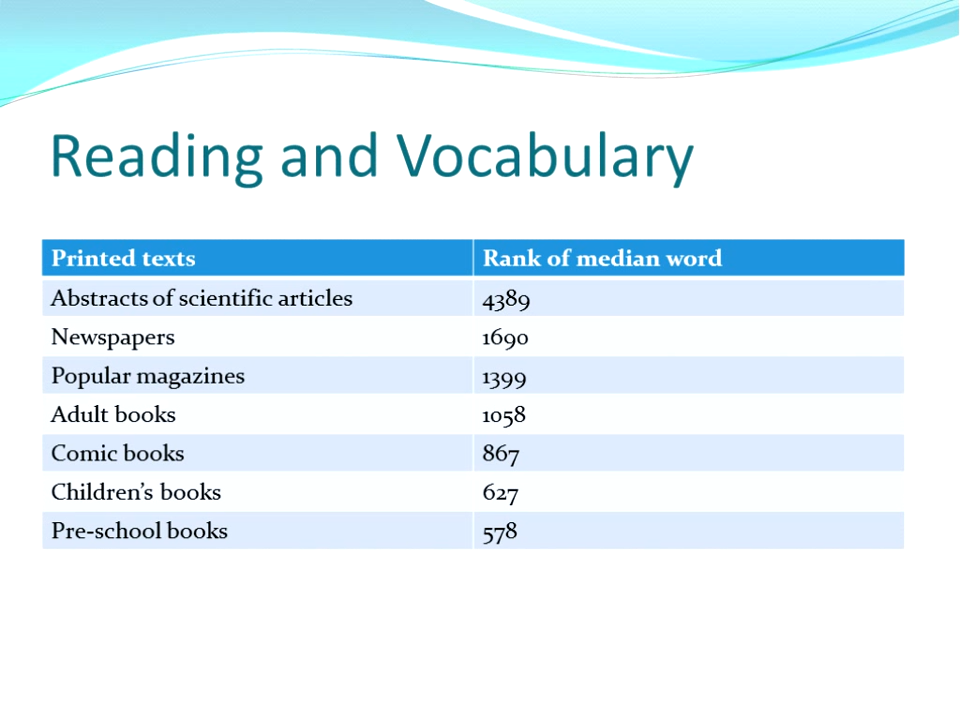 Reading and Vocabulary
Printed texts Rank of median word
Abstracts of scientific articles 4389
Newspapers 1690
Popular magazines 1399
Adult books 1058
Comic books 867
Children’s books 627
Pre-school books 578